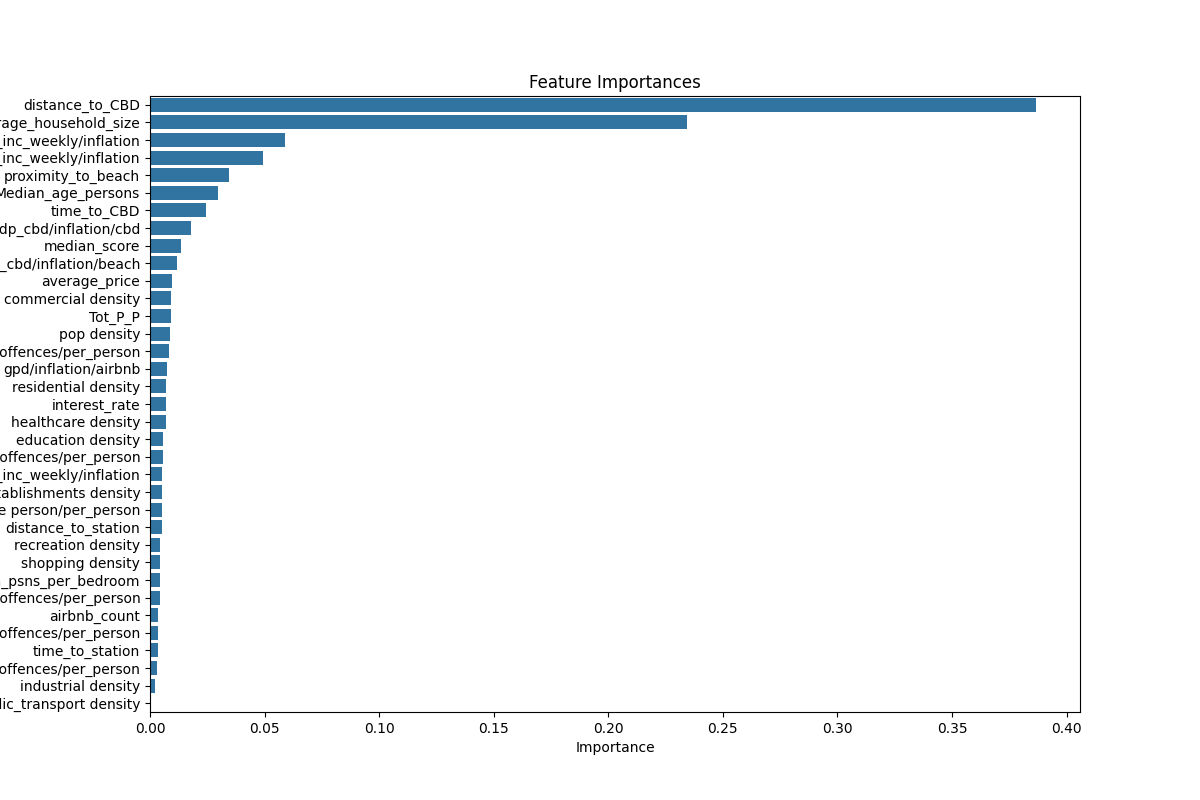 Feature Importances
distance_to_CBD
rage_household_size
_inc_weekly/inflation
_inc_weekly/inflation
proximity_to_beach
Median_age_persons
time_to_CBD
dp_cbd/inflation/cbd
median_score
_cbd/inflation/beach
average_price
commercial density
Tot_P_P
pop density
offences/per_person
gpd/inflation/airbnb
residential density
interest_rate
healthcare density
education density
offences/per_person
_inc_weekly/inflation
tablishments density
e person/per_person
distance_to_station
recreation density
shopping density
_psns_per_bedroom
offences/per_person
airbnb_count
offences/per_person
time_to_station
offences/per_person
industrial density
lic_transport density
0.00 0.05 0.10 0.15 0.20 0.25 0.30 0.35 0.40
Importance